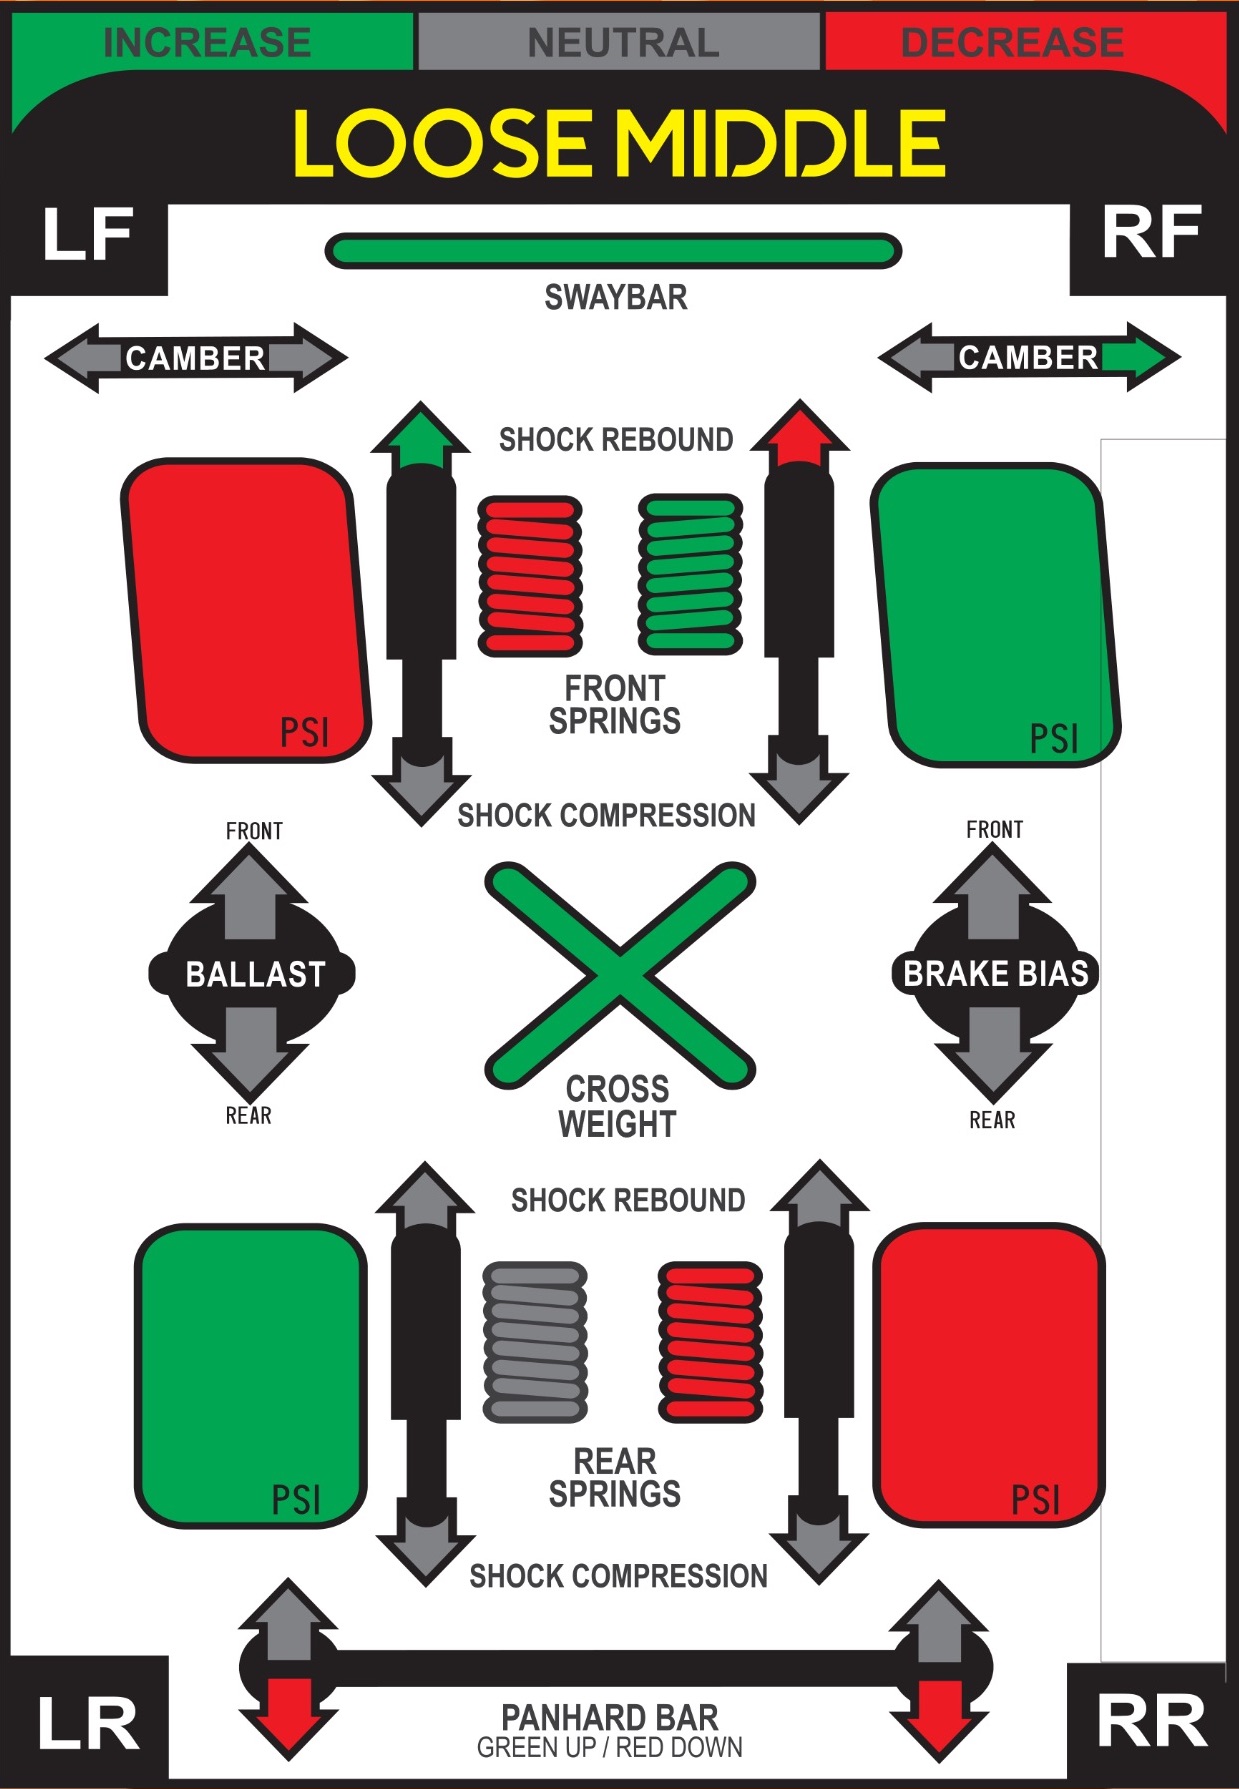 INCREASE NEUTRAL DECREASE
LOOSE MIDDLE
LF RF
SWAYBAR
CAMBER CAMBER
SHOCK REBOUND
FRONT
SPRINGS
PSI PSI
SHOCK COMPRESSION
FRONT FRONT
BALLAST BRAKE BIAS
REAR REAR
CROSS
WEIGHT
SHOCK REBOUND
REAR
SPRINGS
PSI PSI
SHOCK COMPRESSION
LR RR
PANHARD BAR
GREEN UP / RED DOWN